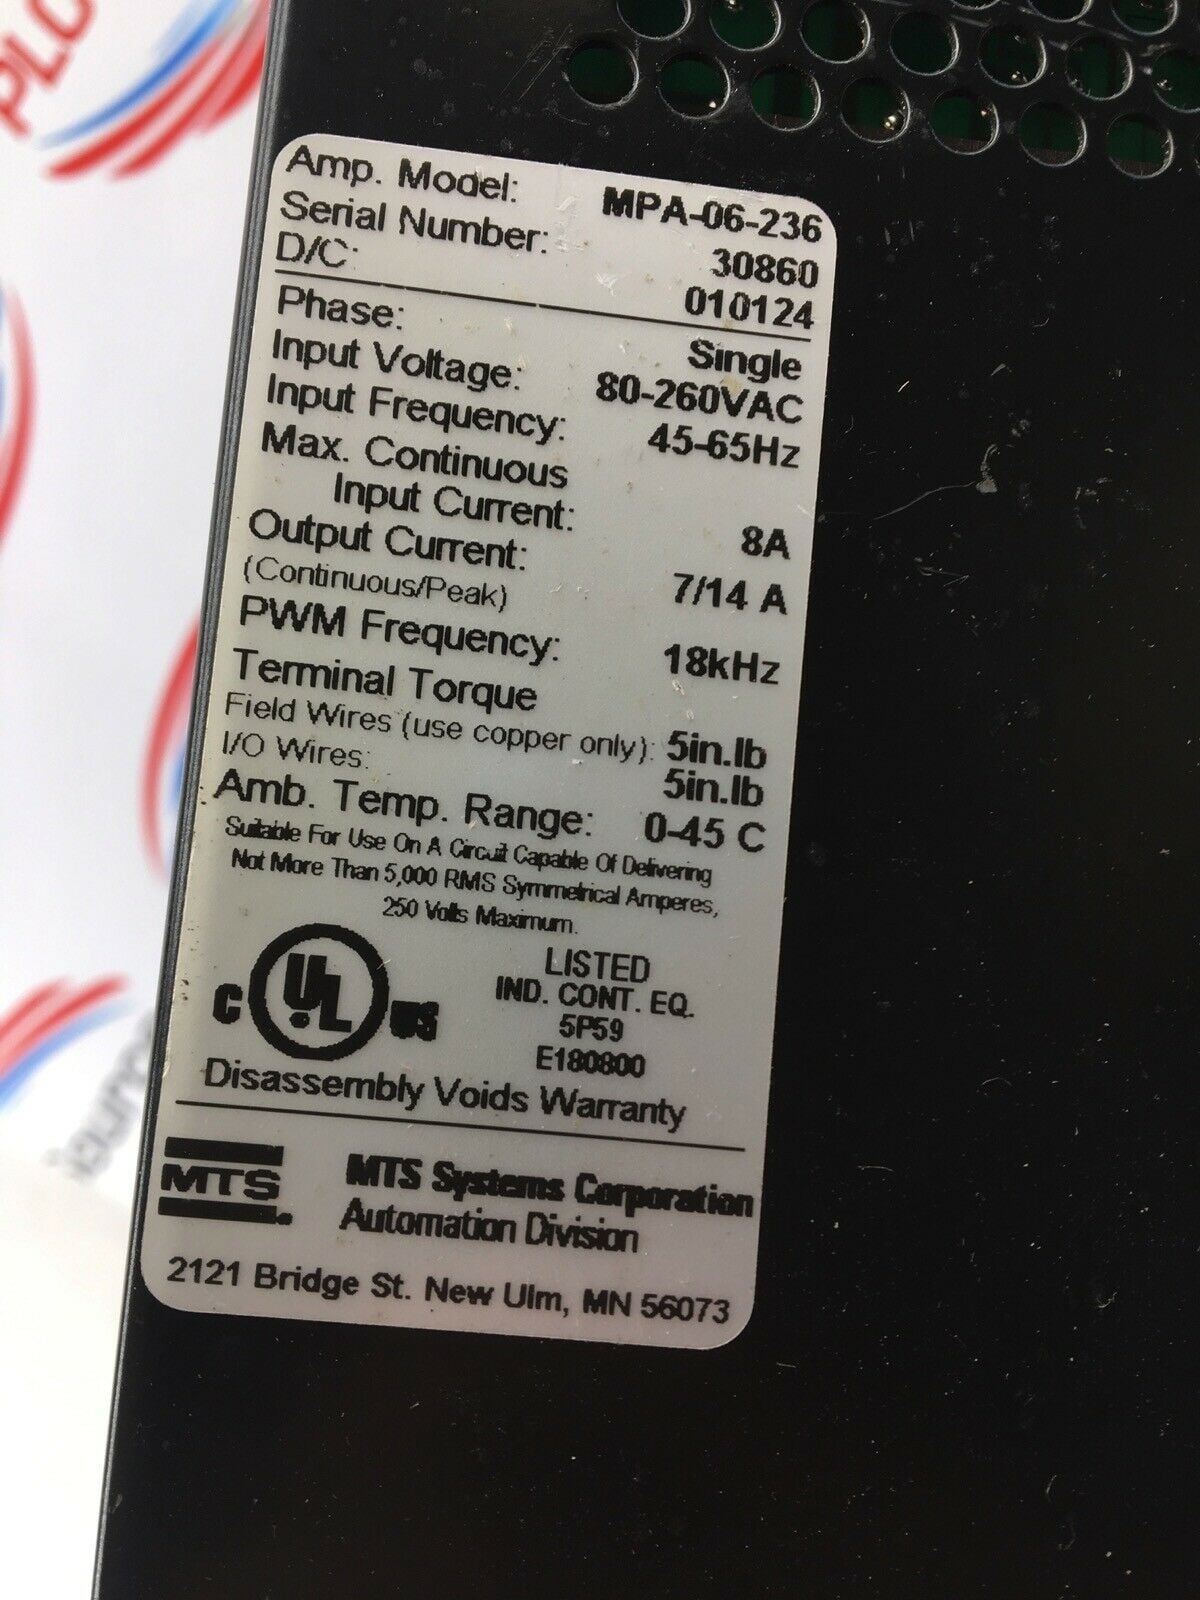 PLC
Amp. Model: MPA-06-236
Serial Number: 30860
D/C: 010124
Phase: Single
Input Voltage: 80-260VAC
Input Frequency: 45-65Hz
Max. Continuous
Input Current: 8A
Output Current: 7/14 A
(Continuous/Peak)
PWM Frequency: 18kHz
Terminal Torque
Field Wires (use copper only): 5in.lb
I/O Wires: 5in.lb
Amb. Temp. Range: 0-45 C
Suitable For Use On A Circuit Capable Of Delivering
Not More Than 5,000 RMS Symmetrical Amperes,
250 Volts Maximum.
C UL US
LISTED
IND. CONT. EQ.
5P59
E180800
Disassembly Voids Warranty
MTS
MTS Systems Corporation
Automation Division
2121 Bridge St. New Ulm, MN 56073